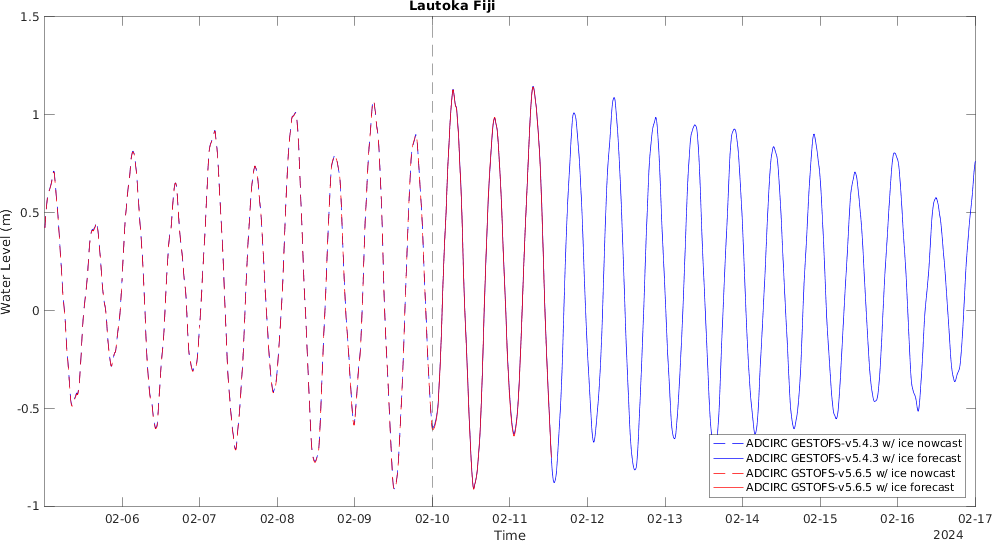 Lautoka Fiji
1.5
1
0.5
0
-0.5
-1
Water Level (m)
02-06
02-07
02-08
02-09
02-10
02-11
02-12
02-13
02-14
02-15
02-16
02-17
Time
2024
ADCIRC GESTOFS-v5.4.3 w/ ice nowcast
ADCIRC GESTOFS-v5.4.3 w/ ice forecast
ADCIRC GSTOFS-v5.6.5 w/ ice nowcast
ADCIRC GSTOFS-v5.6.5 w/ ice forecast